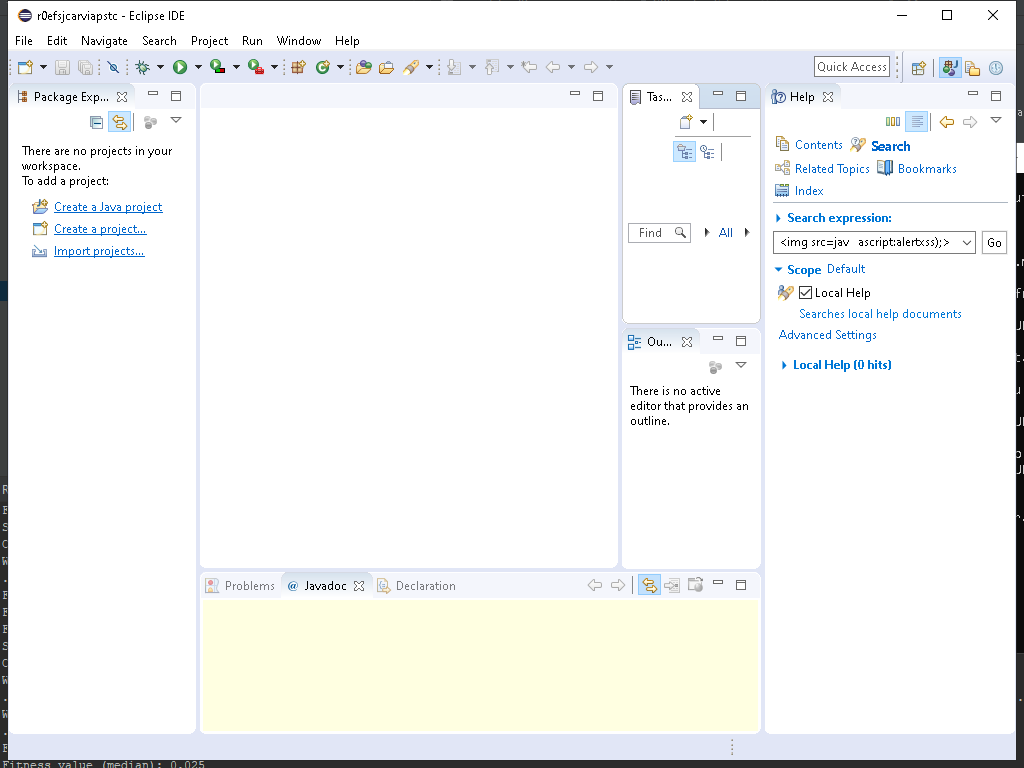 r0efsjcarviapstc - Eclipse IDE
File Edit Navigate Search Project Run Window Help
Quick Access
Package Exp...
There are no projects in your
workspace.
To add a project:
Create a Java project
Create a project...
Import projects...
Tas...
Find
All
Ou...
There is no active
editor that provides an
outline.
Help
Contents Search
Related Topics Bookmarks
Index
Search expression:
<img src=jav ascript:alertxss);> Go
Scope Default
Local Help
Searches local help documents
Advanced Settings
Local Help (0 hits)
Problems @ Javadoc Declaration
Fitness value (median): 0.025